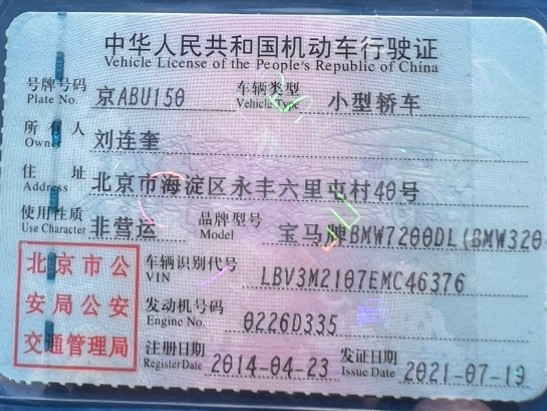 中华人民共和国机动车行驶证
Vehicle License of the People's Republic of China
号牌号码 京ABU150 车辆类型 小型轿车
Plate No. Vehicle Type
所有人 刘连奎
Owner
住址 北京市海淀区永丰六里屯村40号
Address
使用性质 非营运 品牌型号 宝马牌BMW7200DL(BMW320
Use Character Model
北京市公
安局公安
交通管理局
车辆识别代号 LBV3M2107EMC46376
VIN
发动机号码 0226D335
Engine No.
注册日期 2014-04-23 发证日期 2021-07-19
Register Date Issue Date